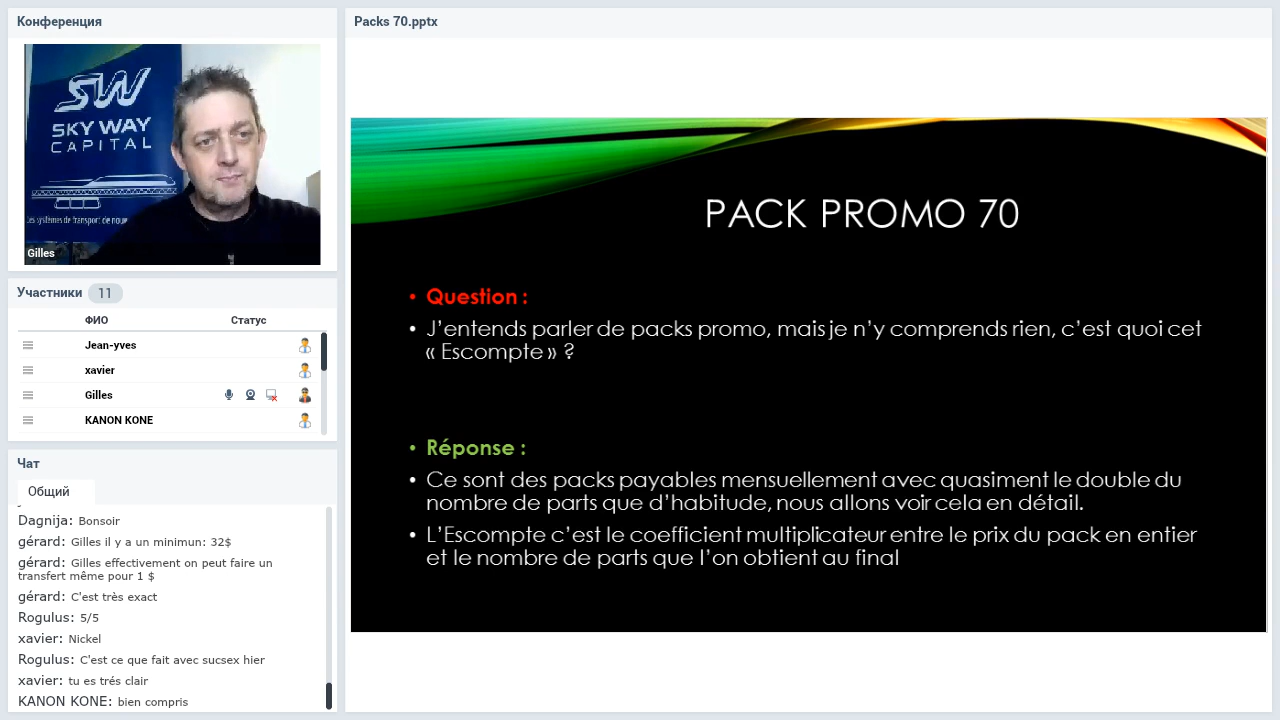 Конференция
SW
SKY WAY
CAPITAL
Gilles
Участники 11
ФИО Статус
Jean-yves
xavier
Gilles
KANON KONE
Чат
Общий
Dagnija: Bonsoir
gérard: Gilles il y a un minimun: 32$
gérard: Gilles effectivement on peut faire un
transfert même pour 1 $
gérard: C'est très exact
Rogulus: 5/5
xavier: Nickel
Rogulus: C'est ce que fait avec sucsex hier
xavier: tu es trés clair
KANON KONE: bien compris
Packs 70.pptx
PACK PROMO 70
• Question :
• J’entends parler de packs promo, mais je n’y comprends rien, c’est quoi cet
« Escompte » ?
• Réponse :
• Ce sont des packs payables mensuellement avec quasiment le double du
nombre de parts que d’habitude, nous allons voir cela en détail.
• L’Escompte c’est le coefficient multiplicateur entre le prix du pack en entier
et le nombre de parts que l’on obtient au final